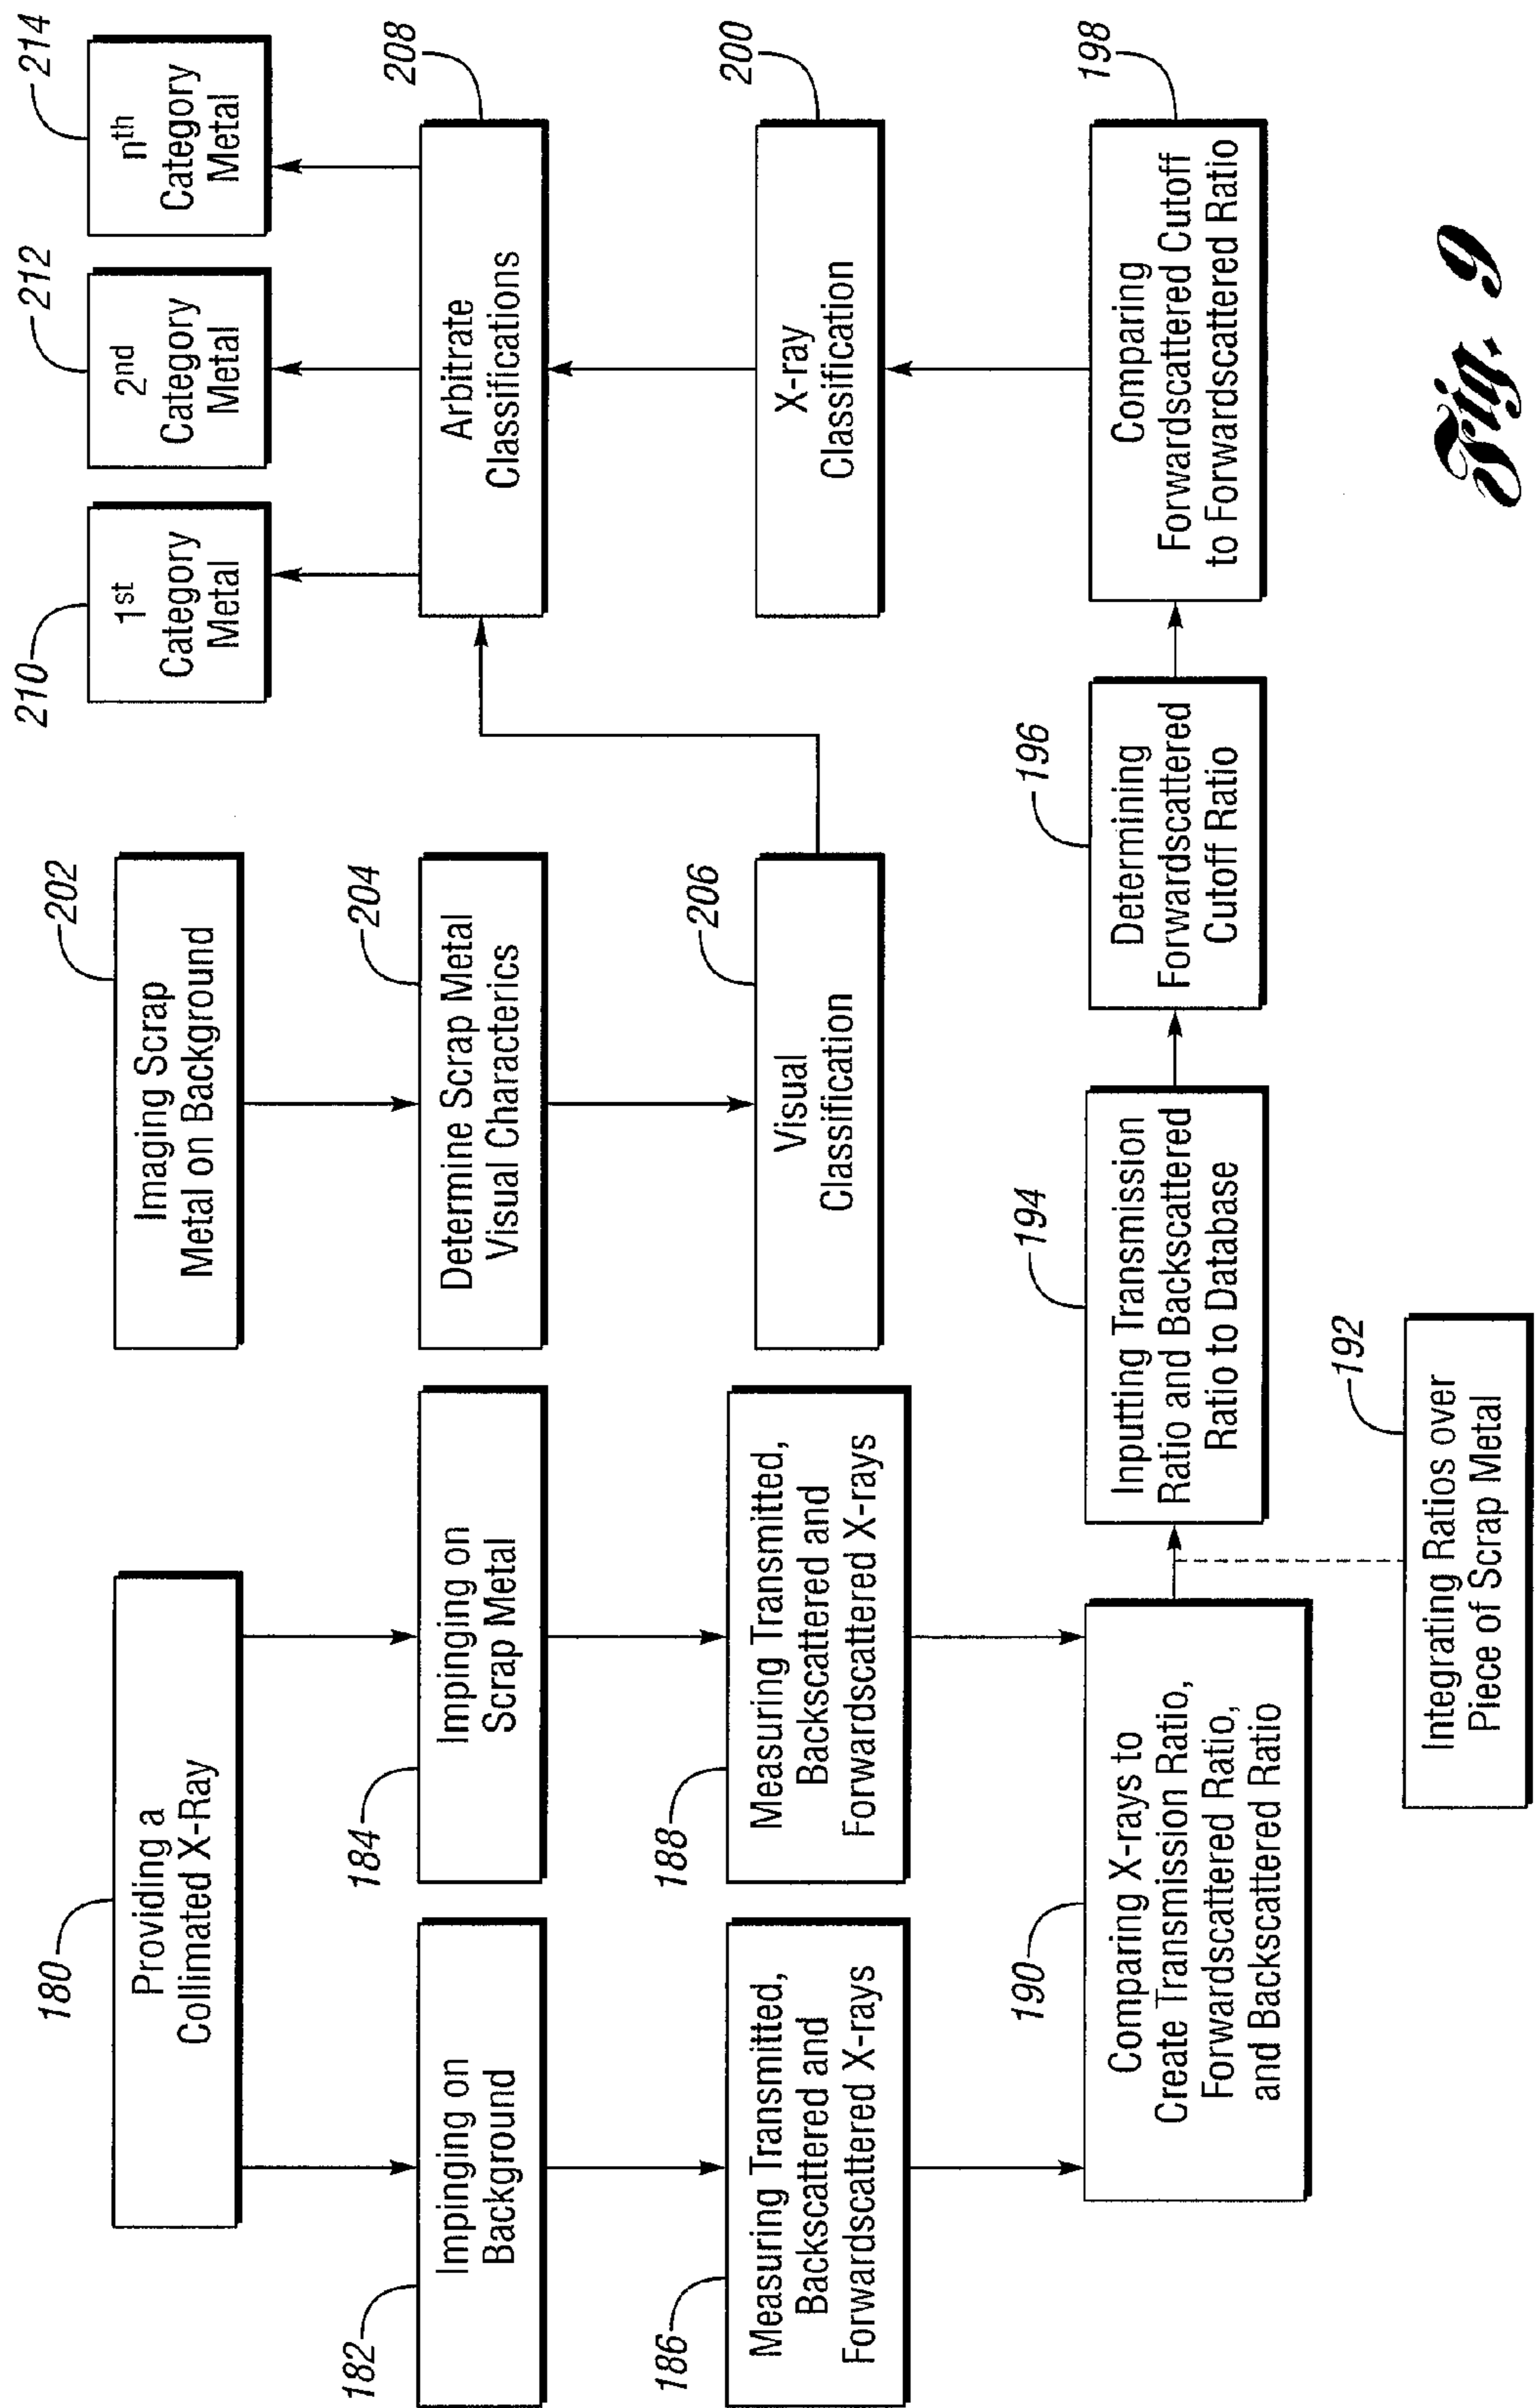 180
Providing a
Collimated X-Ray
182
Impinging on
Background
184
Impinging on
Scrap Metal
186
Measuring Transmitted,
Backscattered and
Forwardscattered X-rays
188
Measuring Transmitted,
Backscattered and
Forwardscattered X-rays
190
Comparing X-rays to
Create Transmission Ratio,
Forwardscattered Ratio,
and Backscattered Ratio
192
Integrating Ratios over
Piece of Scrap Metal
194
Inputting Transmission
Ratio and Backscattered
Ratio to Database
196
Determining
Forwardscattered
Cutoff Ratio
198
Comparing
Forwardscattered Cutoff
to Forwardscattered Ratio
200
X-ray
Classification
202
Imaging Scrap
Metal on Background
204
Determine Scrap Metal
Visual Characterics
206
Visual
Classification
208
Arbitrate
Classifications
210
1st
Category
Metal
212
2nd
Category
Metal
214
nth
Category
Metal
Fig. 9